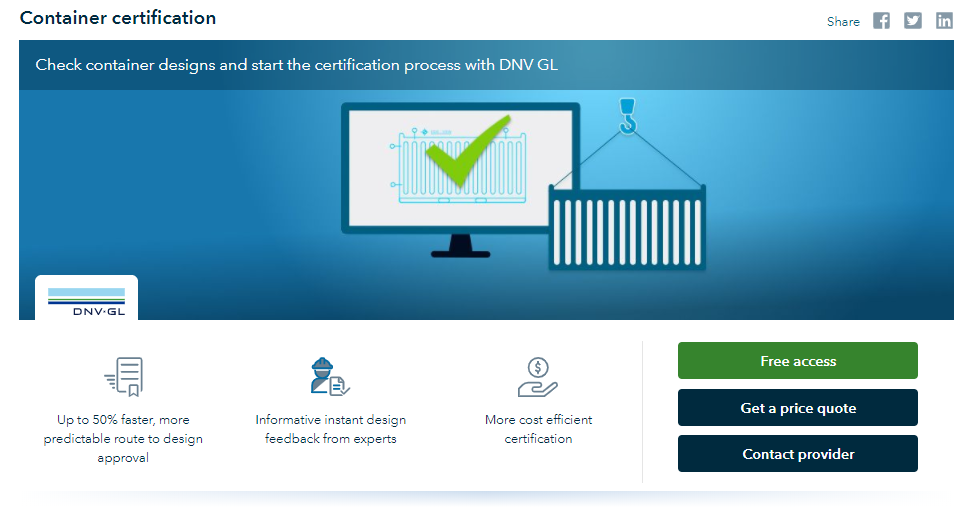 Container certification
Share
Check container designs and start the certification process with DNV GL
DNV·GL
Up to 50% faster, more
predictable route to design
approval
Informative instant design
feedback from experts
More cost efficient
certification
Free access
Get a price quote
Contact provider